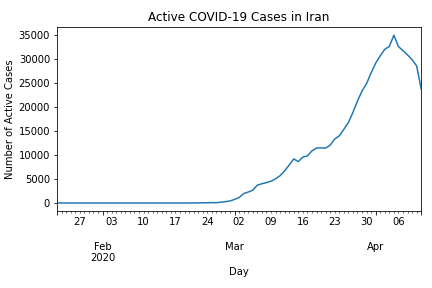 Active COVID-19 Cases in Iran
Number of Active Cases
35000
30000
25000
20000
15000
10000
5000
0
27 03 10 17 24 02 09 16 23 30 06
Feb Mar Apr
2020
Day